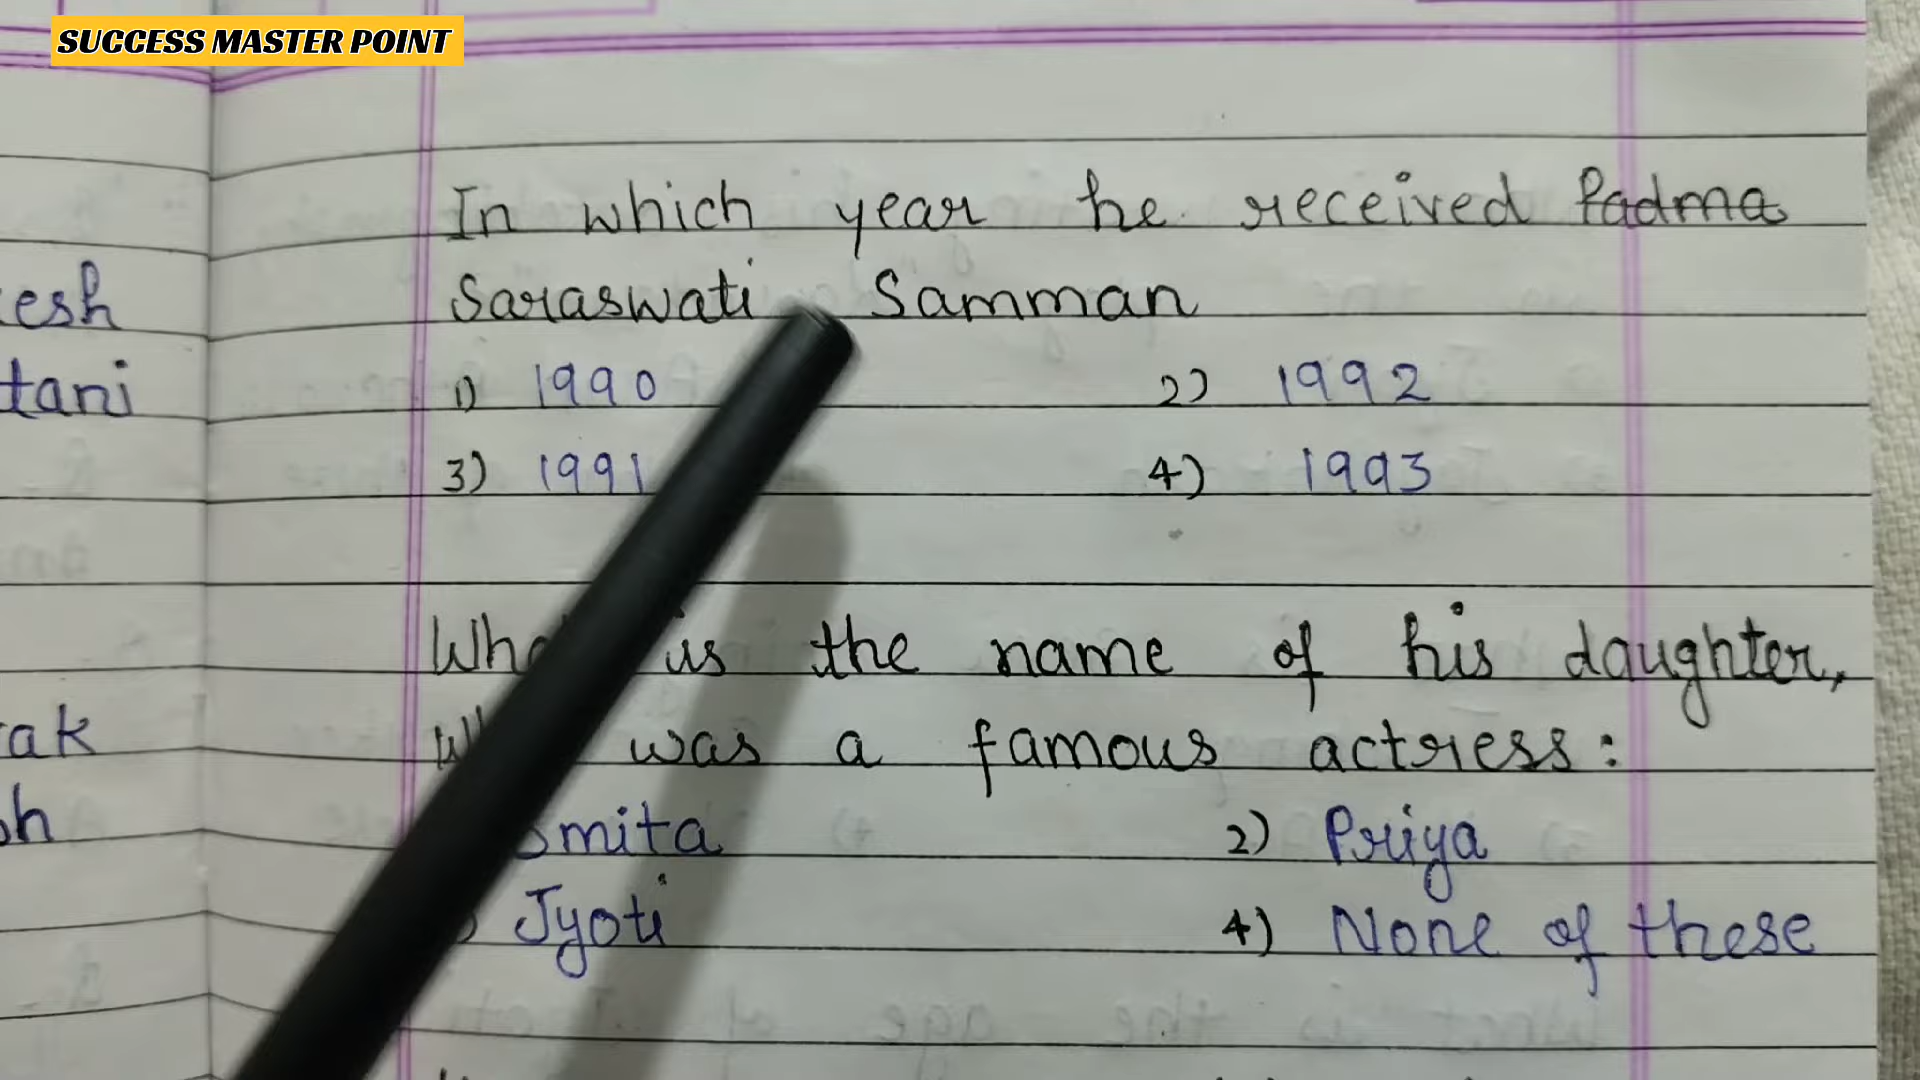 SUCCESS MASTER POINT
In which year he received Padma
Saraswati Samman
1) 1990 2) 1992
3) 1991 4) 1993
is the name of his daughter,
was a famous actress:
Smita 2) Priya
Jyoti 4) None of these
esh
tani
ak